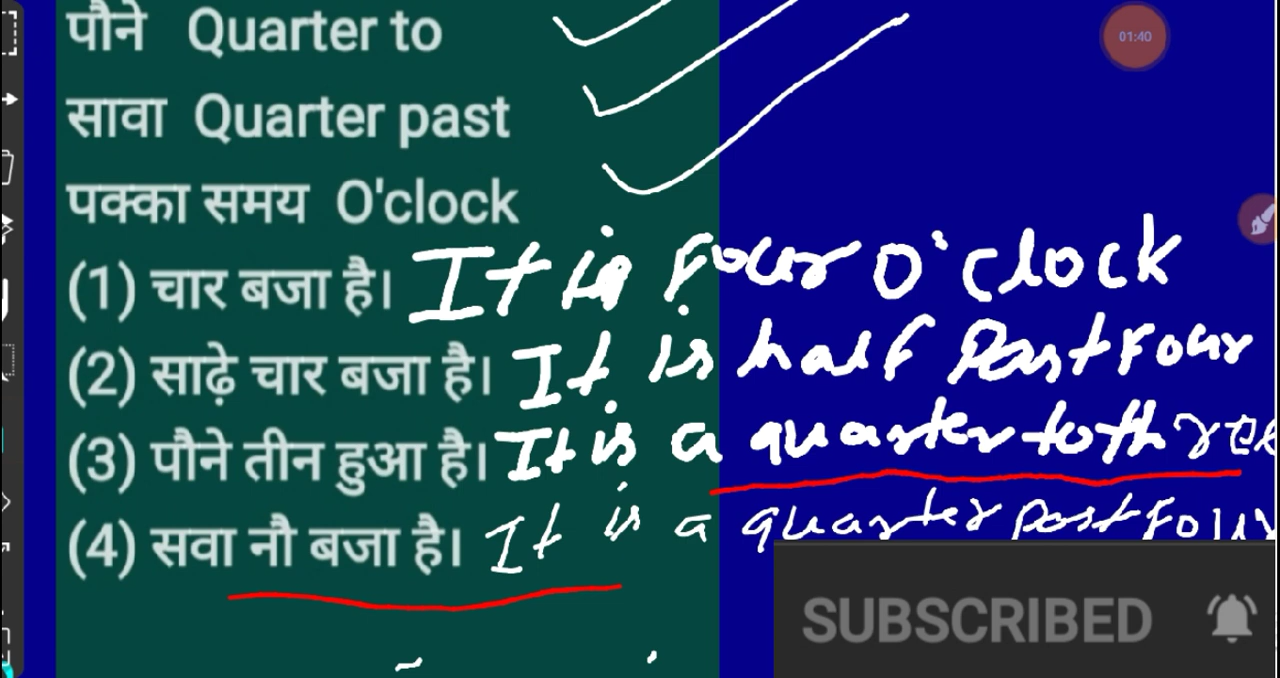 पौने Quarter to
01:40
सावा Quarter past
पक्का समय O'clock
(1) चार बजा है। It is Four O'clock
(2) साढ़े चार बजा है। It is half Past Four
(3) पौने तीन हुआ है। It is a quarter to three
(4) सवा नौ बजा है। It is a quarter past Four
SUBSCRIBED